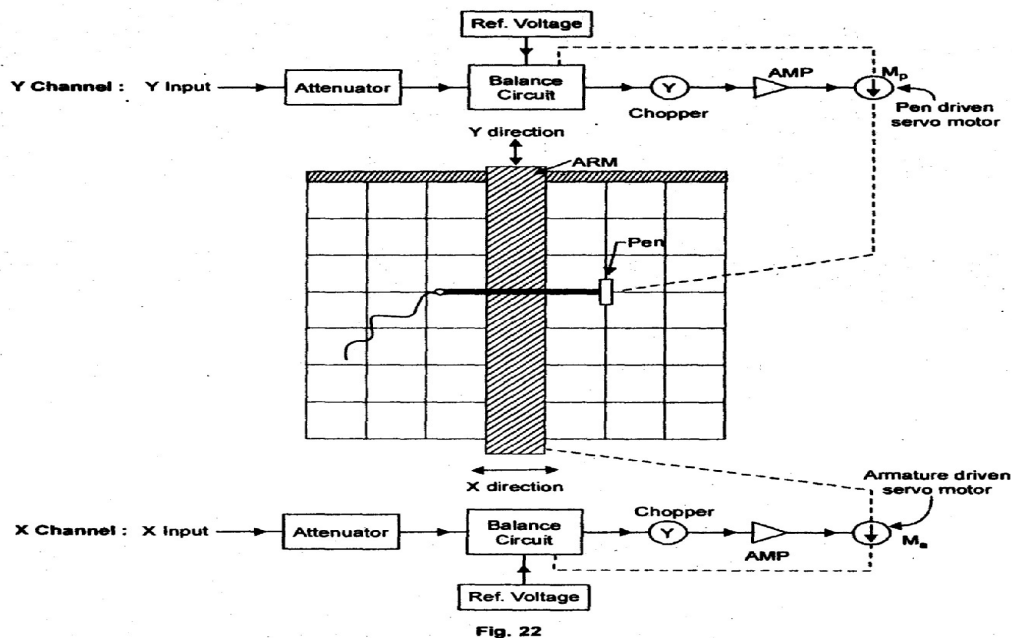 Ref. Voltage
Y Channel : Y Input
Attenuator
Balance
Circuit
Y
Chopper
AMP
Mp
Pen driven
servo motor
Y direction
ARM
Pen
X direction
Armature driven
servo motor
X Channel : X Input
Attenuator
Balance
Circuit
Chopper
Y
AMP
Ma
Ref. Voltage
Fig. 22